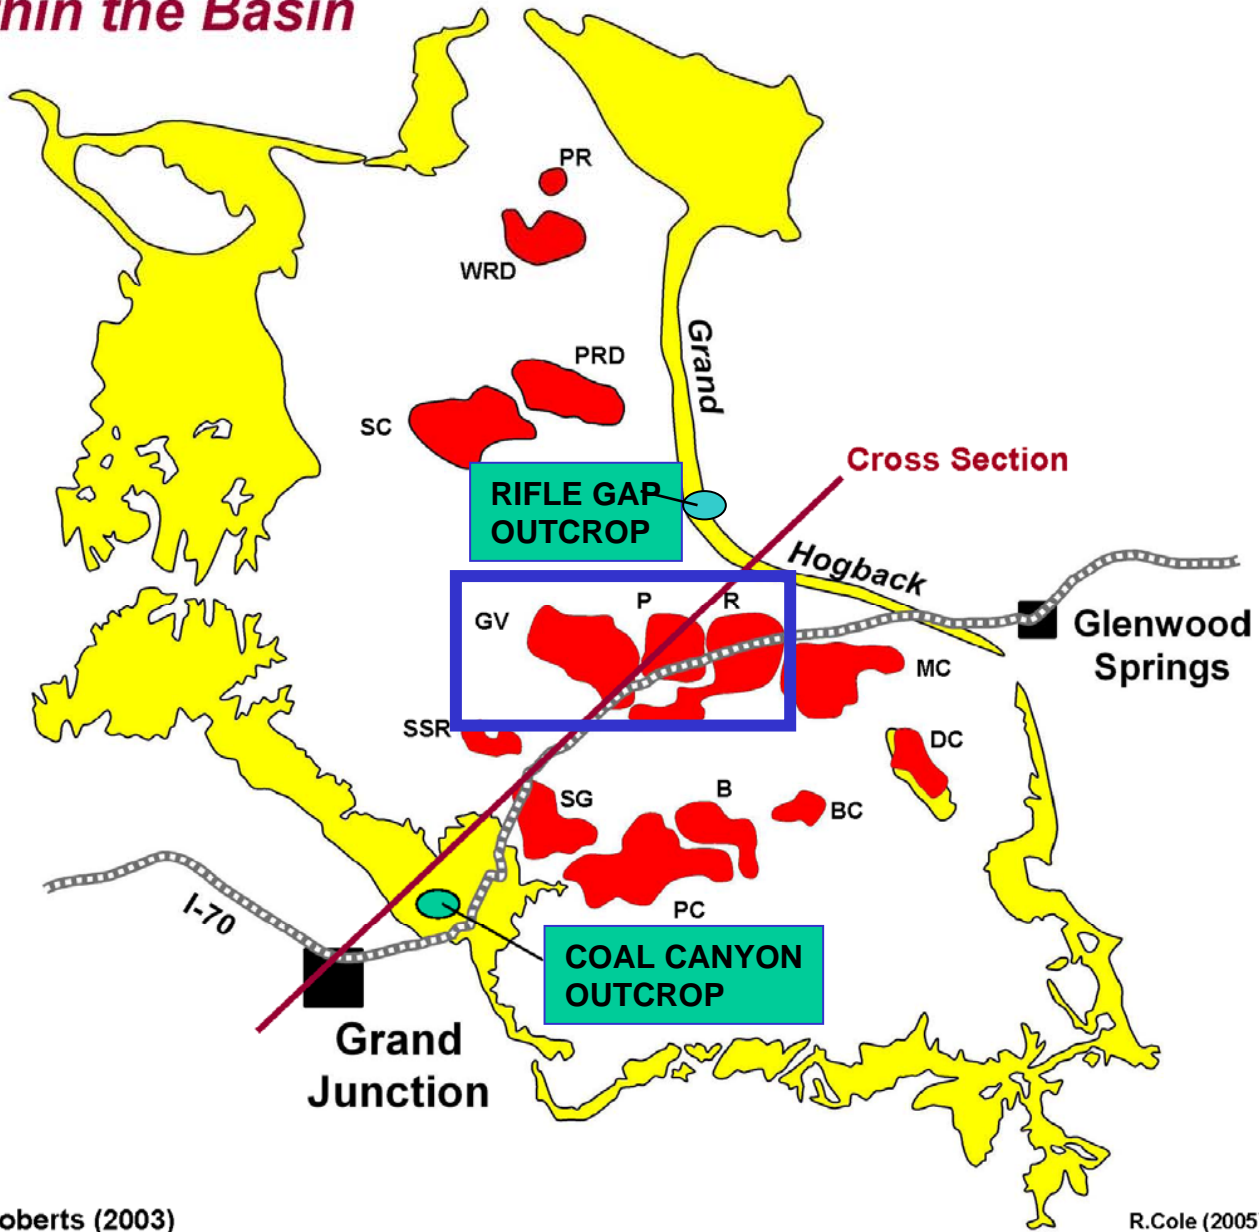 hin the Basin
PR
WRD
PRD
SC
Grand
Cross Section
RIFLE GAP
OUTCROP
Hogback
GV
P
R
Glenwood
Springs
MC
SSR
DC
SG
B
BC
PC
I-70
COAL CANYON
OUTCROP
Grand
Junction
oberts (2003)
R.Cole (2005